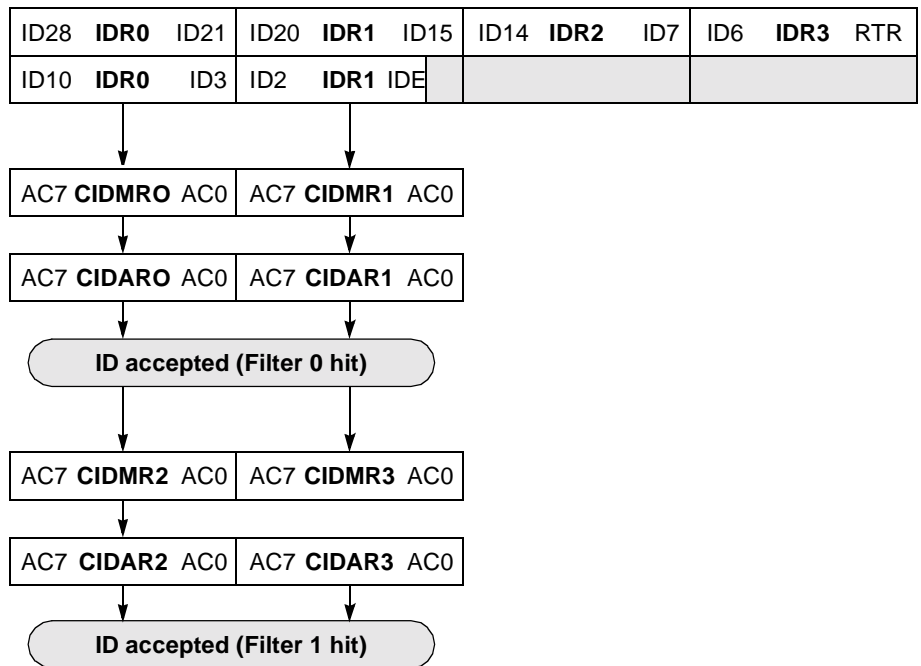 ID28 IDR0 ID21 ID20 IDR1 ID15 ID14 IDR2 ID7 ID6 IDR3 RTR
ID10 IDR0 ID3 ID2 IDR1 IDE
AC7 CIDMRO AC0 AC7 CIDMR1 AC0
AC7 CIDARO AC0 AC7 CIDAR1 AC0
ID accepted (Filter 0 hit)
AC7 CIDMR2 AC0 AC7 CIDMR3 AC0
AC7 CIDAR2 AC0 AC7 CIDAR3 AC0
ID accepted (Filter 1 hit)